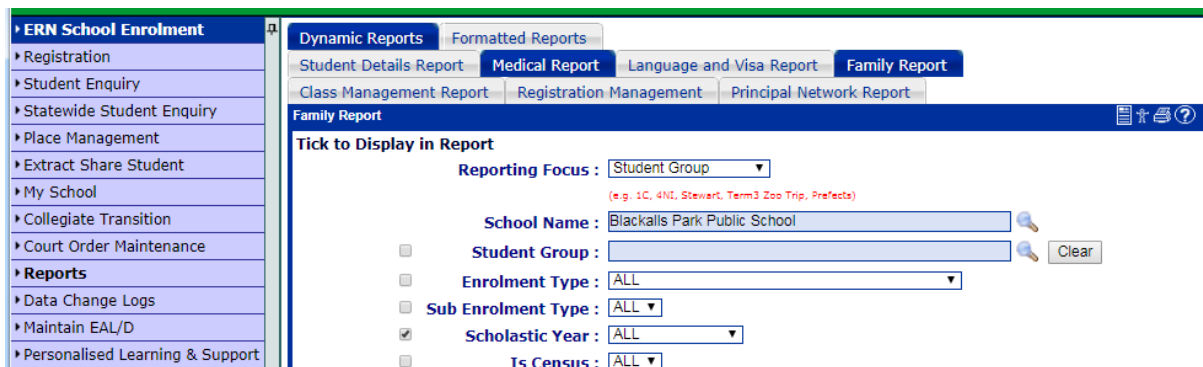 ERN School Enrolment
Registration
Student Enquiry
Statewide Student Enquiry
Place Management
Extract Share Student
My School
Collegiate Transition
Court Order Maintenance
Reports
Data Change Logs
Maintain EAL/D
Personalised Learning & Support
Dynamic Reports Formatted Reports
Student Details Report Medical Report Language and Visa Report Family Report
Class Management Report Registration Management Principal Network Report
Family Report
Tick to Display in Report
Reporting Focus : Student Group
(e.g. 1C, 4NI, Stewart, Term3 Zoo Trip, Prefects)
School Name : Blackalls Park Public School
Student Group : Clear
Enrolment Type : ALL
Sub Enrolment Type : ALL
Scholastic Year : ALL
Is Census : ALL